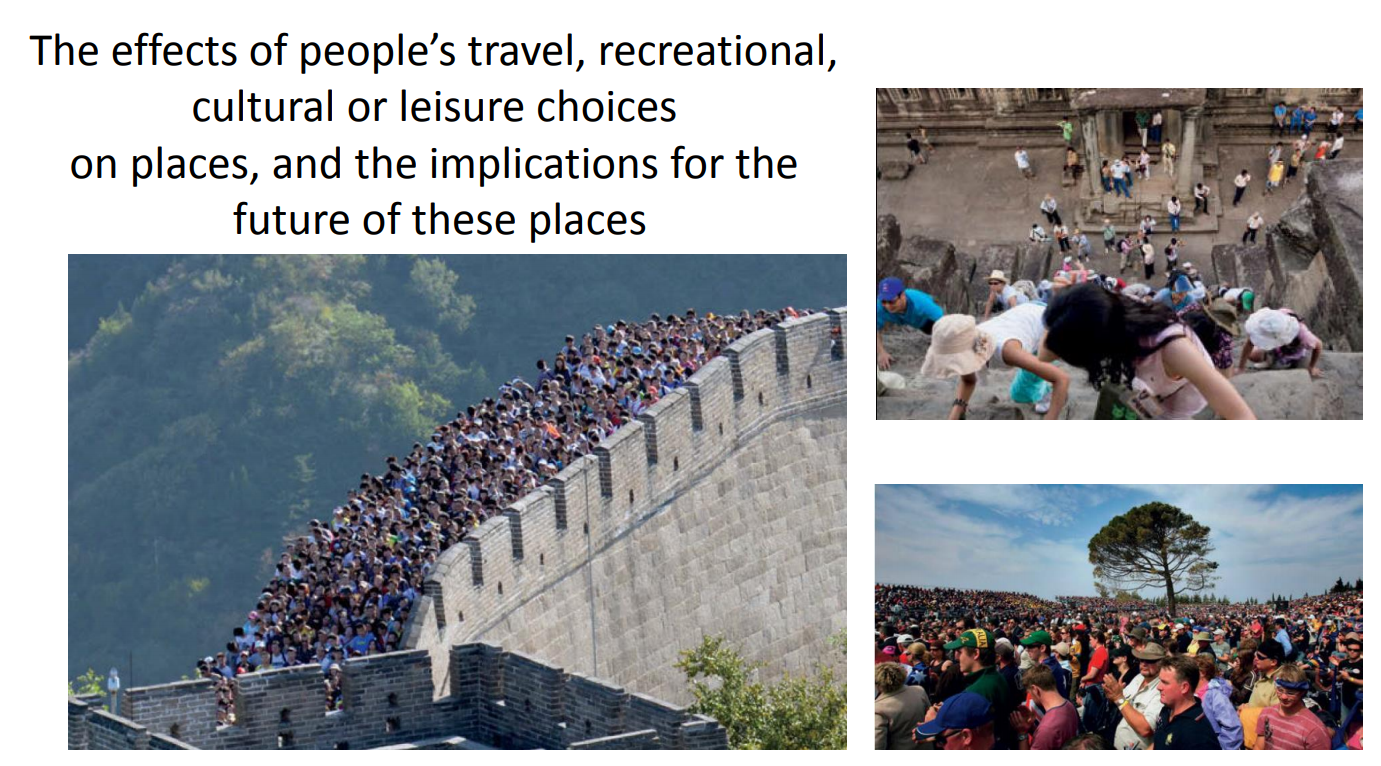 The effects of people’s travel, recreational,
cultural or leisure choices
on places, and the implications for the
future of these places